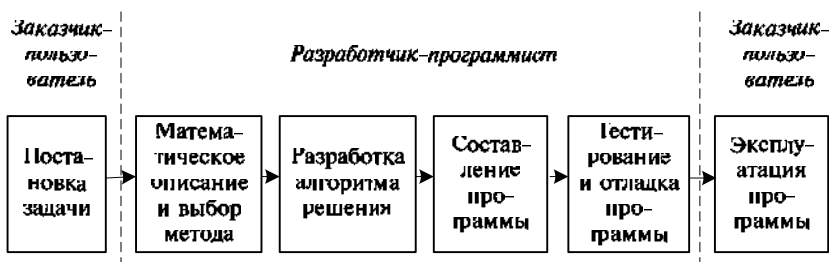 Заказчик-
пользо-
ватель
Разработчик-программист
Заказчик-
пользо-
ватель
Поста-
новка
задачи
Матема-
тическое
описание
и выбор
метода
Разработка
алгоритма
решения
Состав-
ление
про-
граммы
Тести-
рование
и отладка
про-
граммы
Эксплу-
атация
про-
граммы